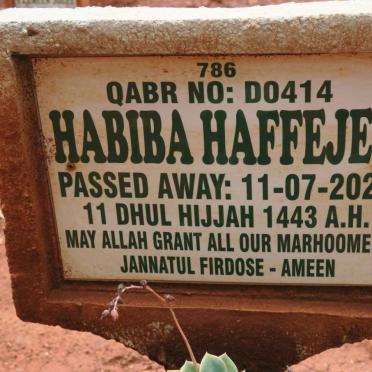 786
QABR NO: D0414
HABIBA HAFFEJE
PASSED AWAY: 11-07-202
11 DHUL HIJJAH 1443 A.H.
MAY ALLAH GRANT ALL OUR MARHOOME
JANNATUL FIRDOSE - AMEEN